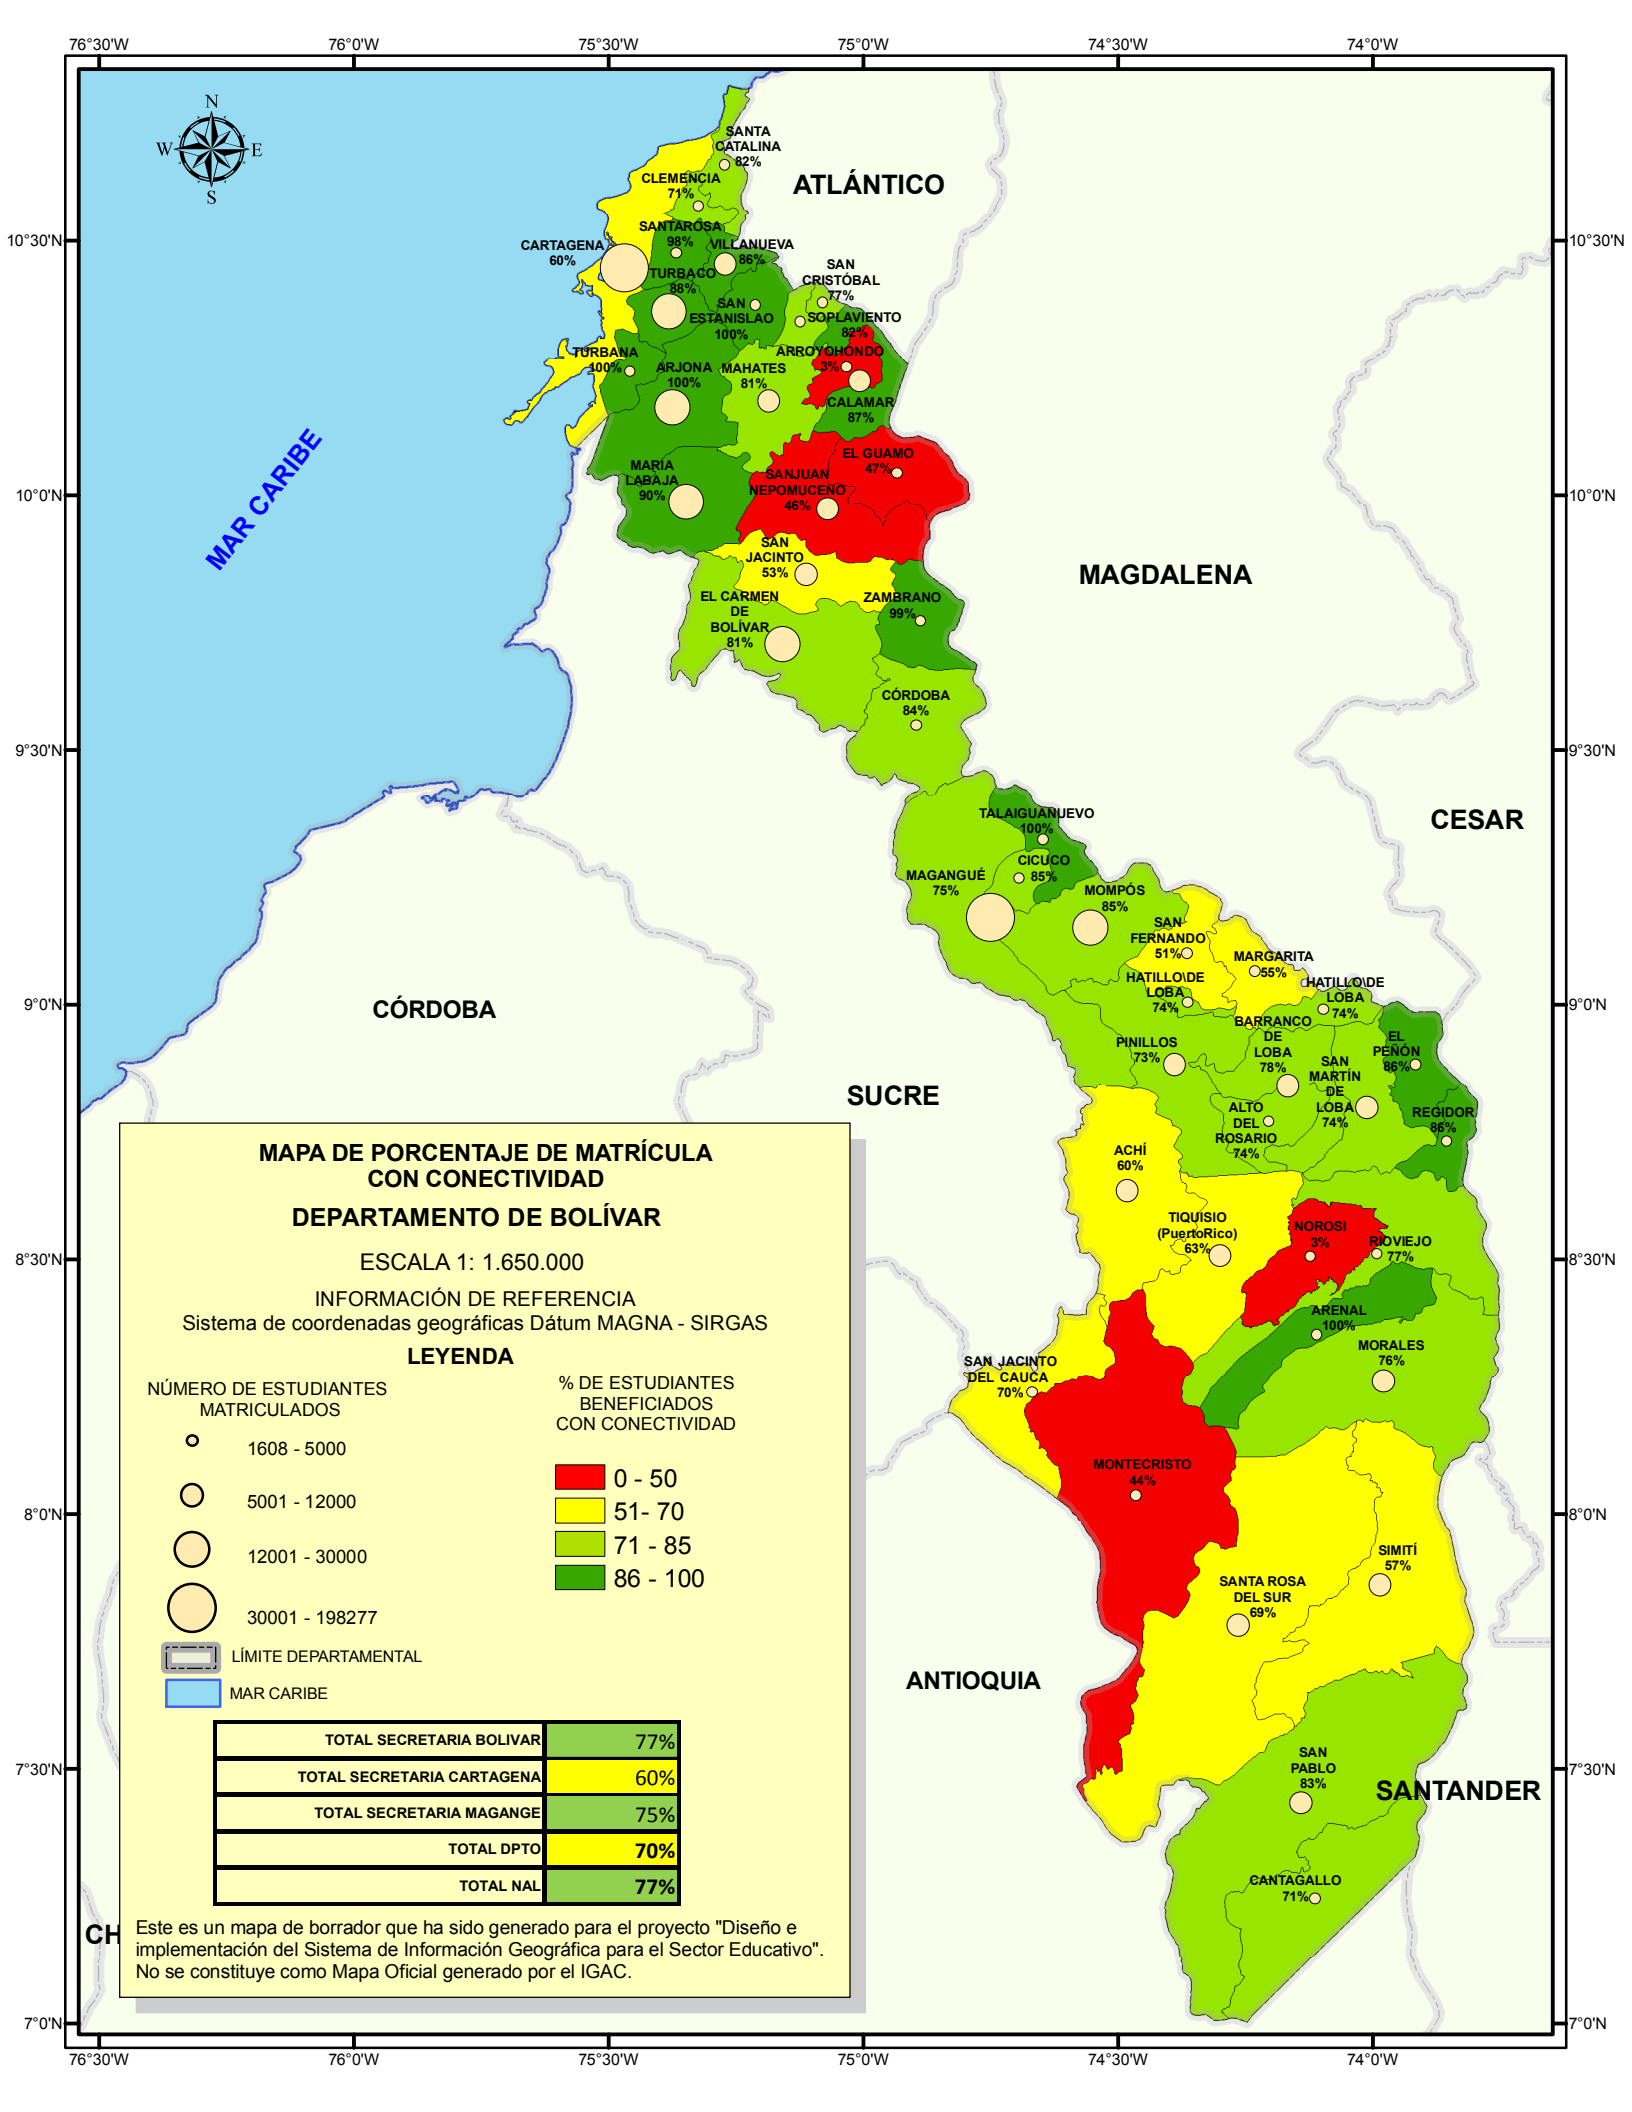 76°30'W 76°0'W 75°30'W 75°0'W 74°30'W 74°0'W
N
W E
S
SANTA
CATALINA
82%
ATLÁNTICO
CLEMENCIA
71%
SANTAROSA
98%
10°30'N
10°30'N
CARTAGENA
60%
VILLANUEVA
86%
TURBACO
88%
SAN
CRISTÓBAL
77%
SAN
ESTANISLAO
100%
SOPLAVIENTO
82%
TURBANA
100%
ARJONA
100%
MAHATES
81%
ARROYOHONDO
3%
CALAMAR
87%
MAR CARIBE
MARÍA
LABAJA
90%
EL GUAMO
47%
SANJUAN
NEPOMUCENO
46%
10°0'N
10°0'N
SAN
JACINTO
53%
MAGDALENA
EL CARMEN
DE
BOLÍVAR
81%
ZAMBRANO
99%
CÓRDOBA
84%
9°30'N
9°30'N
CESAR
TALAIGUANUEVO
100%
CICUCO
85%
MAGANGUÉ
75%
MOMPÓS
85%
SAN
FERNANDO
51%
MARGARITA
55%
HATILLO DE
LOBA
74%
HATILLO DE
LOBA
74%
9°0'N
9°0'N
CÓRDOBA
BARRANCO
DE
LOBA
78%
PINILLOS
73%
EL
PEÑÓN
86%
SAN
MARTÍN
DE
LOBA
74%
SUCRE
ALTO
DEL
ROSARIO
74%
REGIDOR
86%
ACHÍ
60%
TIQUISIO
(PuertoRico)
63%
NOROSI
3%
RIOVIEJO
77%
8°30'N
8°30'N
ARENAL
100%
MORALES
76%
SAN JACINTO
DEL CAUCA
70%
MONTECRISTO
44%
8°0'N
8°0'N
SIMITÍ
57%
SANTA ROSA
DEL SUR
69%
ANTIOQUIA
SAN
PABLO
83%
7°30'N
7°30'N
SANTANDER
CANTAGALLO
71%
CH
7°0'N
7°0'N
MAPA DE PORCENTAJE DE MATRÍCULA
CON CONECTIVIDAD
DEPARTAMENTO DE BOLÍVAR
ESCALA 1: 1.650.000
INFORMACIÓN DE REFERENCIA
Sistema de coordenadas geográficas Dátum MAGNA - SIRGAS
LEYENDA
NÚMERO DE ESTUDIANTES
MATRICULADOS
1608 - 5000
5001 - 12000
12001 - 30000
30001 - 198277
LÍMITE DEPARTAMENTAL
MAR CARIBE
% DE ESTUDIANTES
BENEFICIADOS
CON CONECTIVIDAD
0 - 50
51- 70
71 - 85
86 - 100
TOTAL SECRETARIA BOLIVAR 77%
TOTAL SECRETARIA CARTAGENA 60%
TOTAL SECRETARIA MAGANGE 75%
TOTAL DPTO 70%
TOTAL NAL 77%
Este es un mapa de borrador que ha sido generado para el proyecto "Diseño e
implementación del Sistema de Información Geográfica para el Sector Educativo".
No se constituye como Mapa Oficial generado por el IGAC.
76°30'W 76°0'W 75°30'W 75°0'W 74°30'W 74°0'W